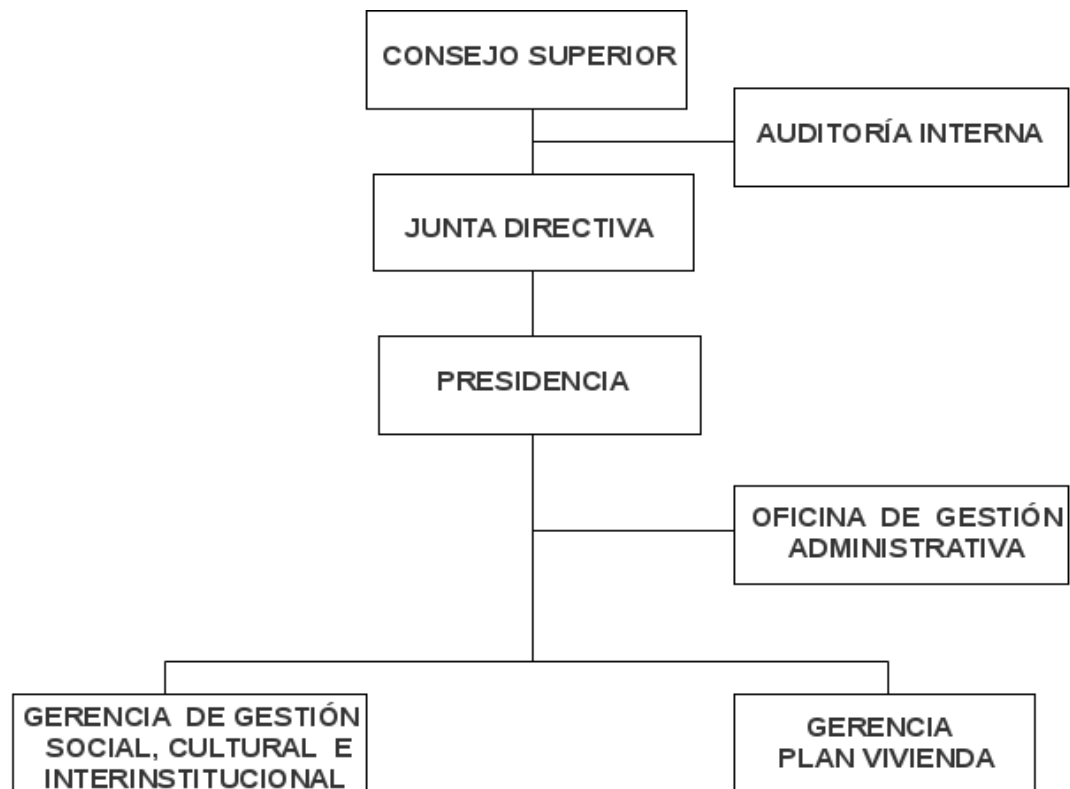 CONSEJO SUPERIOR
AUDITORÍA INTERNA
JUNTA DIRECTIVA
PRESIDENCIA
OFICINA DE GESTIÓN
ADMINISTRATIVA
GERENCIA DE GESTIÓN
SOCIAL, CULTURAL E
INTERINSTITUCIONAL
GERENCIA
PLAN VIVIENDA